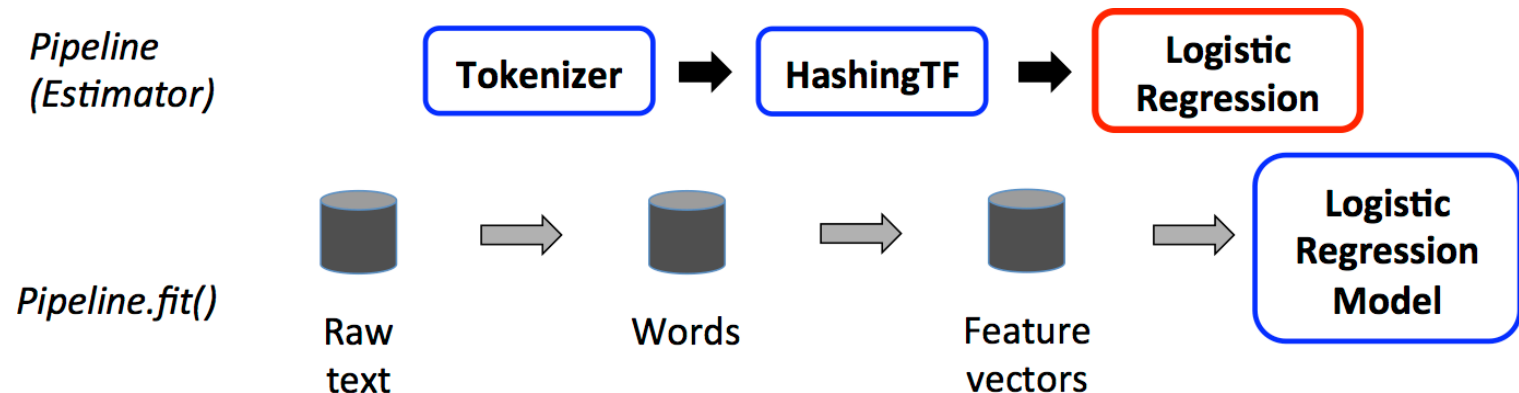 Pipeline
(Estimator)
Tokenizer
HashingTF
Logistic
Regression
Pipeline.fit()
Raw
text
Words
Feature
vectors
Logistic
Regression
Model